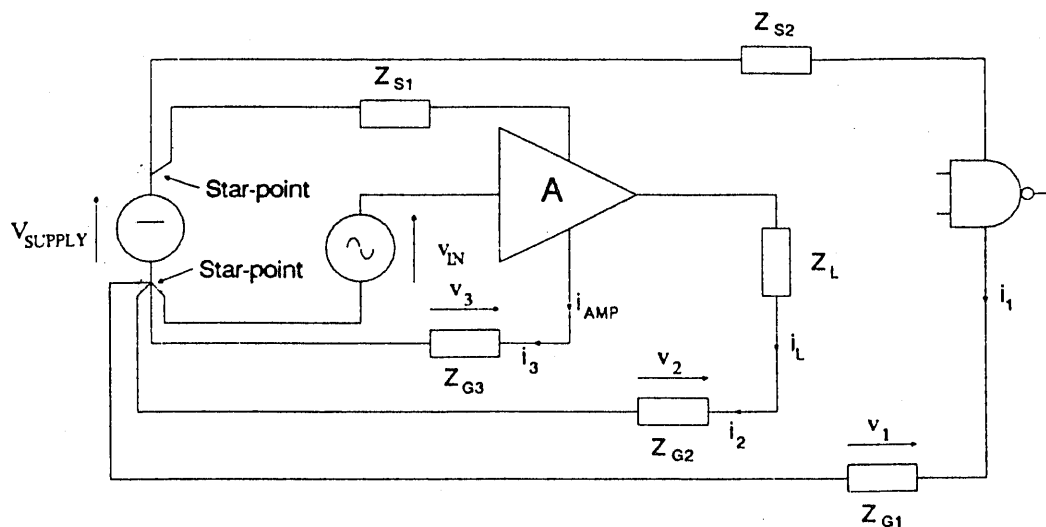 Z S2
Z S1
Star-point
A
V SUPPLY
Star-point
v IN
Z L
v 3
i AMP
i 1
i 3
Z G3
v 2
i L
i 2
Z G2
v 1
Z G1